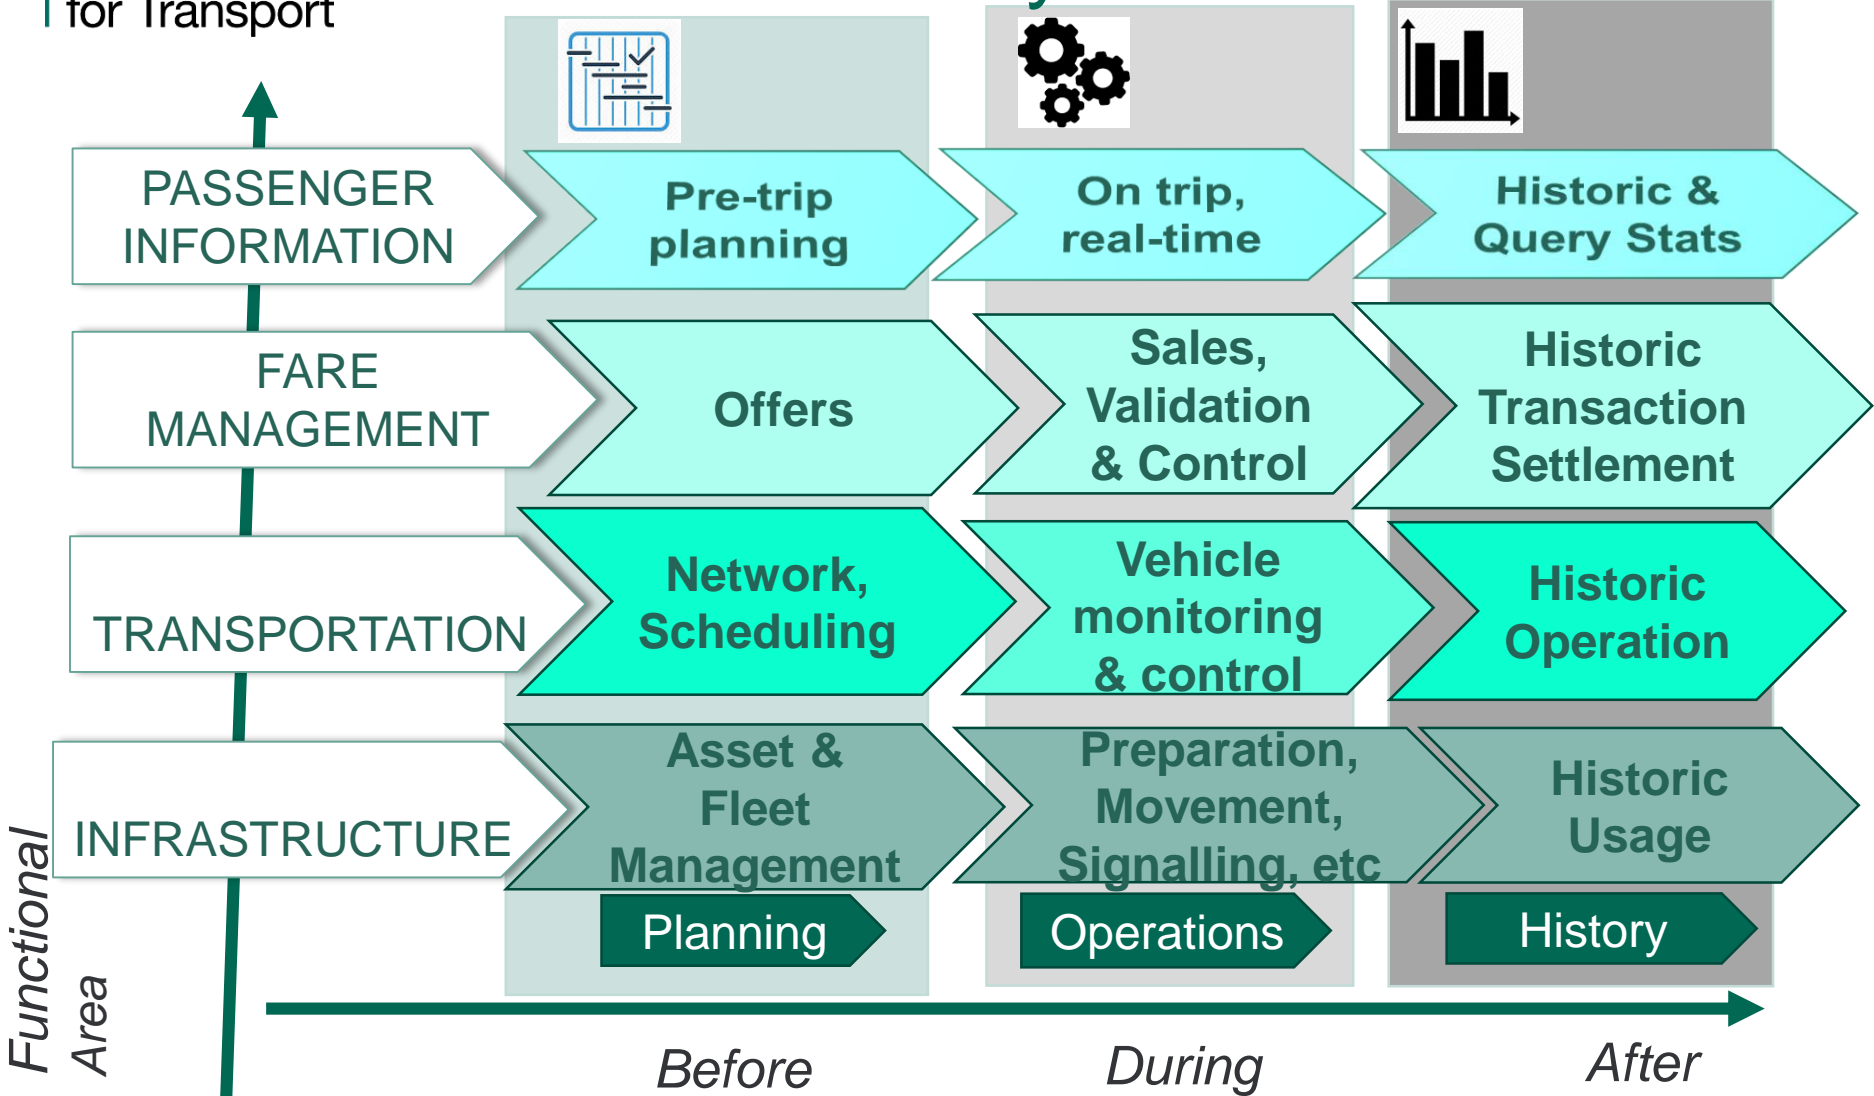 for Transport
PASSENGER
INFORMATION
Pre-trip
planning
On trip,
real-time
Historic &
Query Stats
FARE
MANAGEMENT
Offers
Sales,
Validation
& Control
Historic
Transaction
Settlement
TRANSPORTATION
Network,
Scheduling
Vehicle
monitoring
& control
Historic
Operation
INFRASTRUCTURE
Asset &
Fleet
Management
Preparation,
Movement,
Signalling, etc
Historic
Usage
Planning
Operations
History
Functional
Area
Before
During
After